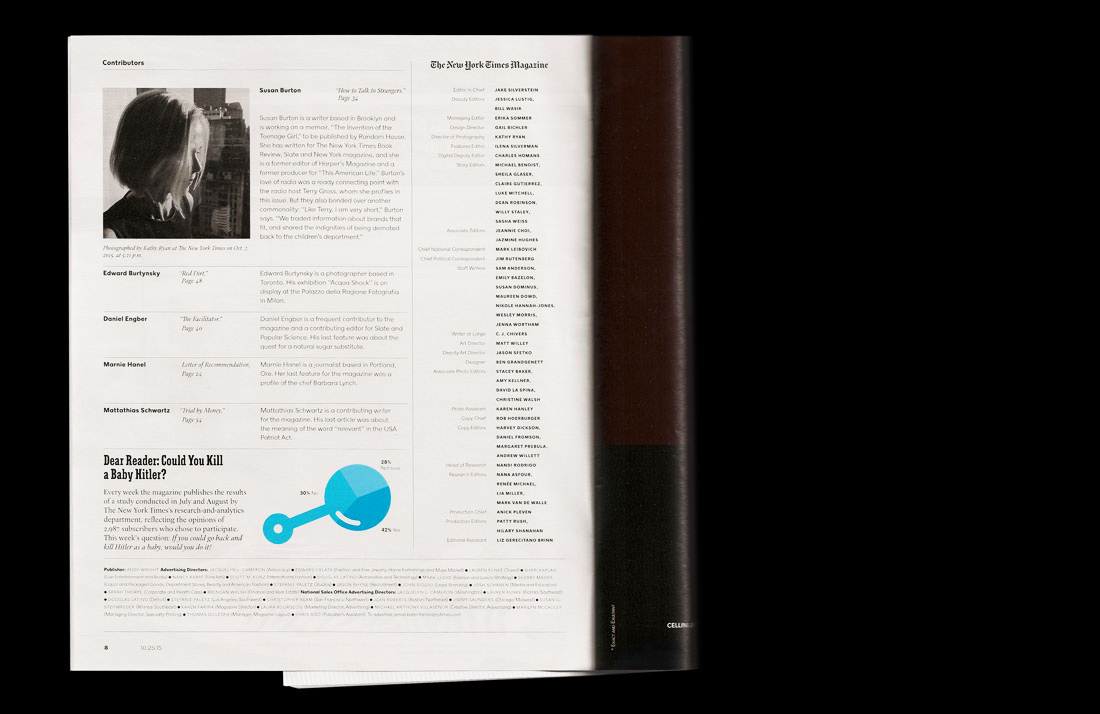 Contributors
The New York Times Magazine
Susan Burton
"How to Talk to Strangers,"
Page 34
Susan Burton is a writer based in Brooklyn and
is working on a memoir, "The Invention of the
Teenage Girl," to be published by Random House.
She has written for The New York Times Book
Review, Slate and New York magazine, and she
is a former editor of Harper's Magazine and a
former producer for "This American Life." Burton's
love of radio was a ready connecting point with
the radio host Terry Gross, whom she profiles in
this issue. But they also bonded over another
commonality. "Like Terry, I am very short," Burton
says. "We traded information about brands that
fit, and shared the indignities of being demoted
back to the children's department."
Photographed by Kathy Ryan at The New York Times on Oct. 7,
2015, at 5:21 p.m.
Edward Burtynsky
"Red Dirt,"
Page 48
Edward Burtynsky is a photographer based in
Toronto. His exhibition "Acqua Shock" is on
display at the Palazzo della Ragione Fotografia
in Milan.
Daniel Engber
"The Facilitator,"
Page 40
Daniel Engber is a frequent contributor to the
magazine and a contributing editor for Slate and
Popular Science. His last feature was about the
quest for a natural sugar substitute.
Marnie Hanel
Letter of Recommendation,
Page 24
Marnie Hanel is a journalist based in Portland,
Ore. Her last feature for the magazine was a
profile of the chef Barbara Lynch.
Mattathias Schwartz
"Trial by Money,"
Page 54
Mattathias Schwartz is a contributing writer
for the magazine. His last article was about
the meaning of the word "relevant" in the USA
Patriot Act.
Dear Reader: Could You Kill
a Baby Hitler?
Every week the magazine publishes the results
of a study conducted in July and August by
The New York Times's research-and-analytics
department, reflecting the opinions of
2,987 subscribers who chose to participate.
This week's question: If you could go back and
kill Hitler as a baby, would you do it?
28%
Not sure
30% No
42% Yes
Editor in Chief JAKE SILVERSTEIN
Deputy Editors JESSICA LUSTIG,
BILL WASIK
Managing Editor ERIKA SOMMER
Design Director GAIL BICHLER
Director of Photography KATHY RYAN
Features Editor ILENA SILVERMAN
Digital Deputy Editor CHARLES HOMANS
Story Editors MICHAEL BENOIST,
SHEILA GLASER,
CLAIRE GUTIERREZ,
LUKE MITCHELL,
DEAN ROBINSON,
WILLY STALEY,
SASHA WEISS
Associate Editors JEANNIE CHOI,
JAZMINE HUGHES
Chief National Correspondent MARK LEIBOVICH
Chief Political Correspondent JIM RUTENBERG
Staff Writers SAM ANDERSON,
EMILY BAZELON,
SUSAN DOMINUS,
MAUREEN DOWD,
NIKOLE HANNAH-JONES,
WESLEY MORRIS,
JENNA WORTHAM
Writer at Large C. J. CHIVERS
Art Director MATT WILLEY
Deputy Art Director JASON SFETKO
Designer BEN GRANDGENETT
Associate Photo Editors STACEY BAKER,
AMY KELLNER,
DAVID LA SPINA,
CHRISTINE WALSH
Photo Assistant KAREN HANLEY
Copy Chief ROB HOERBURGER
Copy Editors HARVEY DICKSON,
DANIEL FROMSON,
MARGARET PREBULA,
ANDREW WILLETT
Head of Research NANDI RODRIGO
Research Editors NANA ASFOUR,
RENÉE MICHAEL,
LIA MILLER,
MARK VAN DE WALLE
Production Chief ANICK PLEVEN
Production Editors PATTY RUSH,
HILARY SHANAHAN
Editorial Assistant LIZ GERECITANO BRINN
Publisher: ANDY WRIGHT Advertising Directors:
National Sales Office Advertising Directors:
8
10.25.15
CELLINI